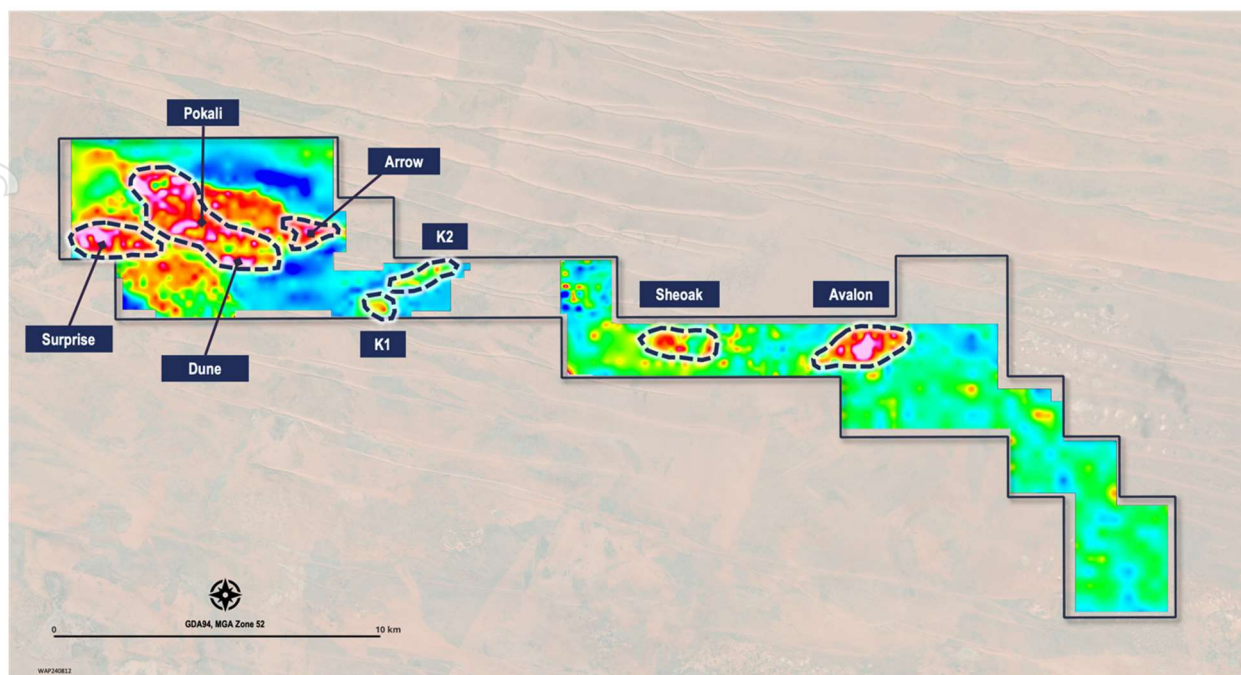 Pokali
Arrow
K2
Sheoak
Avalon
Surprise
K1
Dune
GDA94, MGA Zone 52
0
10 km
WAP240812